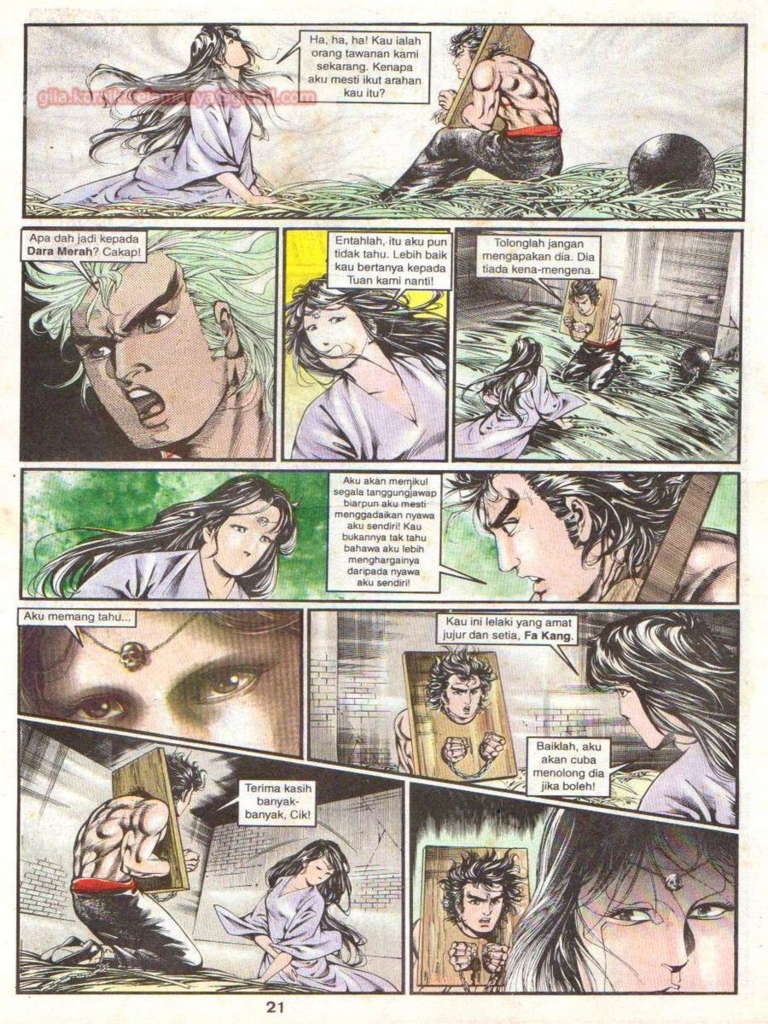 Ha, ha, ha! Kau ialah
orang tawanan kami
sekarang. Kenapa
aku mesti ikut arahan
kau itu?
Apa dah jadi kepada
Dara Merah? Cakap!
Entahlah, itu aku pun
tidak tahu. Lebih baik
kau bertanya kepada
Tuan kami nanti!
Tolonglah jangan
mengapakan dia. Dia
tiada kena-mengena.
Aku akan memikul
segala tanggungjawap
biarpun aku mesti
menggadaikan nyawa
aku sendiri! Kau
bukannya tak tahu
bahawa aku lebih
menghargainya
daripada nyawa
aku sendiri!
Aku memang tahu...
Kau ini lelaki yang amat
jujur dan setia, Fa Kang.
Baiklah, aku
akan cuba
menolong dia
jika boleh!
Terima kasih
banyak-
banyak, Cik!
21